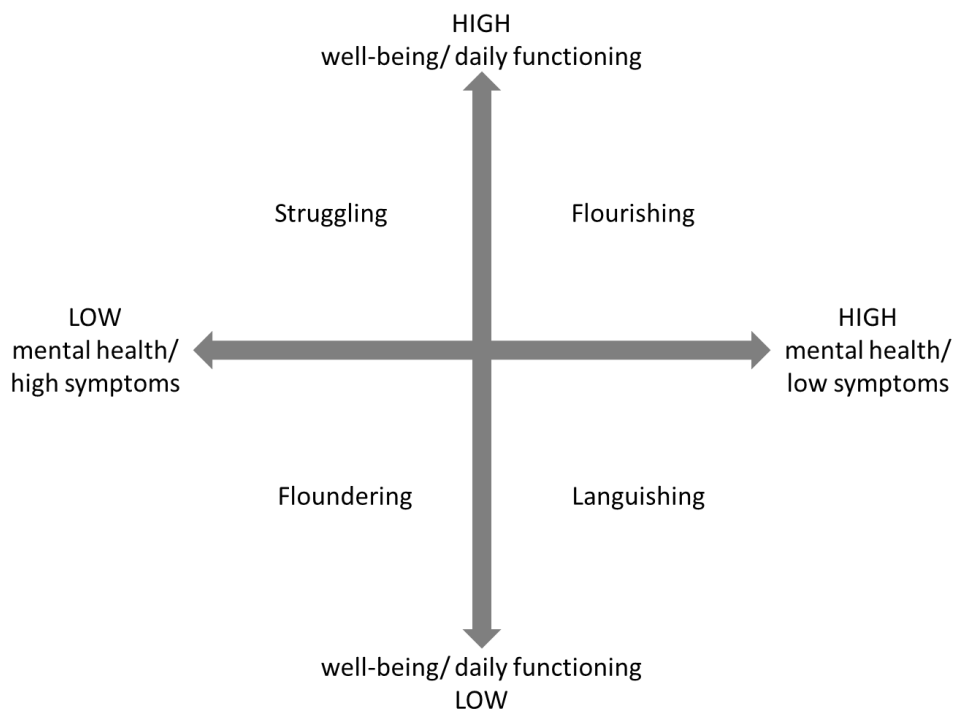 HIGH
well-being/ daily functioning
Struggling
Flourishing
LOW
mental health/
high symptoms
HIGH
mental health/
low symptoms
Floundering
Languishing
well-being/ daily functioning
LOW